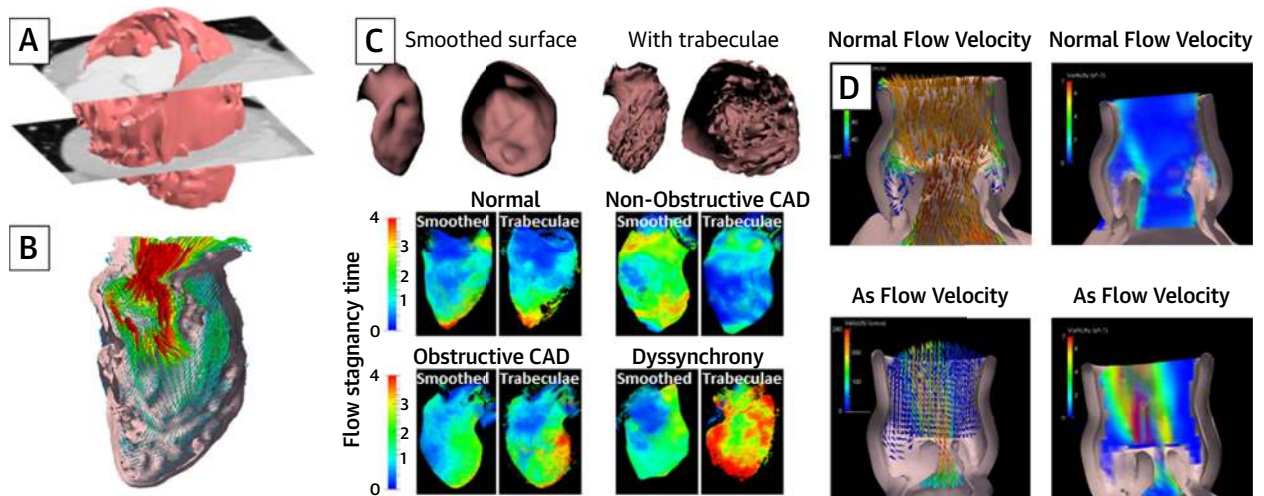 A
B
C
Smoothed surface
With trabeculae
Normal
Non-Obstructive CAD
Smoothed
Trabeculae
Smoothed
Trabeculae
Obstructive CAD
Dyssynchrony
Smoothed
Trabeculae
Smoothed
Trabeculae
Flow stagnancy time
4
3
2
1
0
4
3
2
1
0
D
Normal Flow Velocity
Normal Flow Velocity
As Flow Velocity
As Flow Velocity